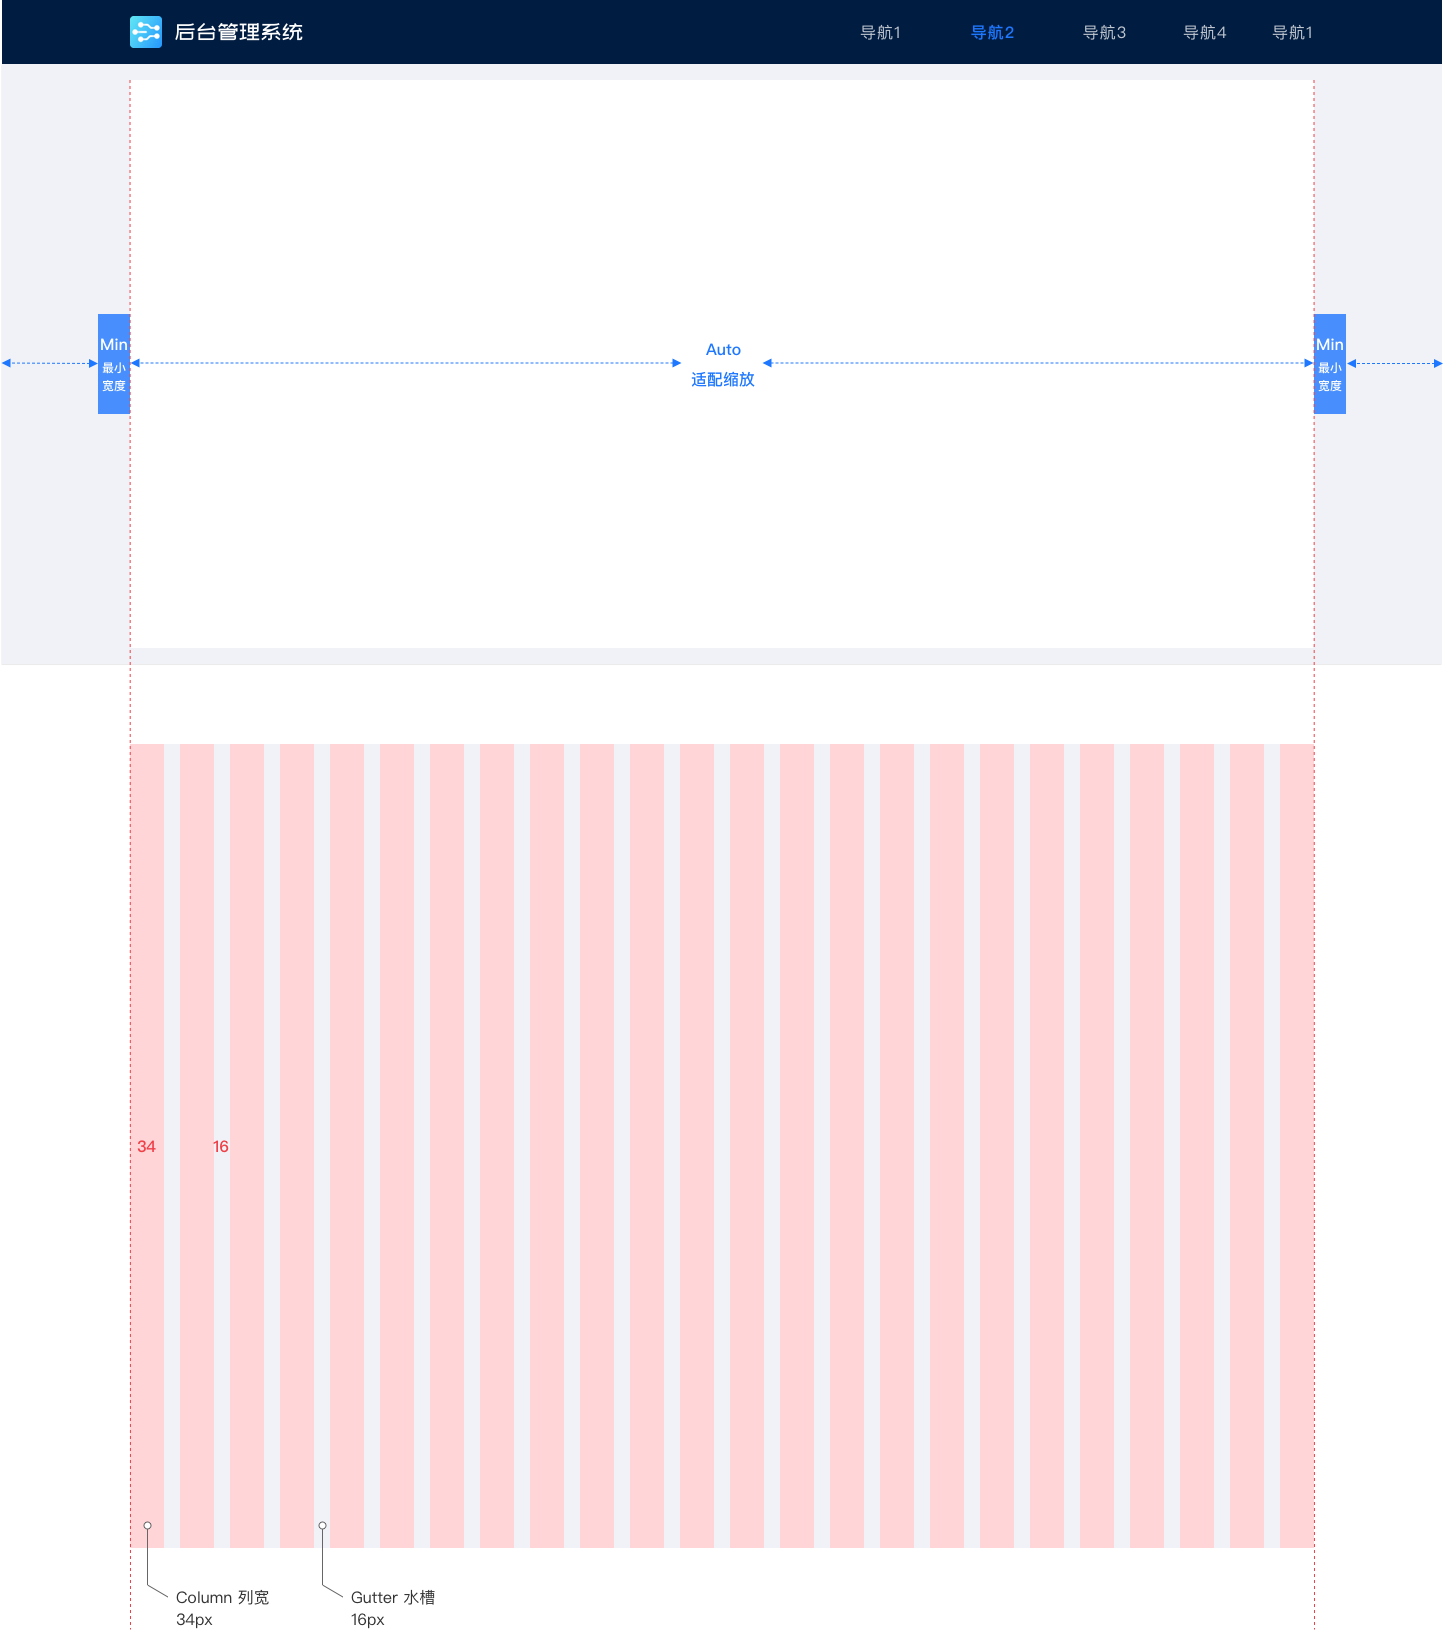 后台管理系统
导航1
导航2
导航3
导航4
导航1
Min
最小
宽度
Auto
适配缩放
Min
最小
宽度
34
16
Column 列宽
34px
Gutter 水槽
16px